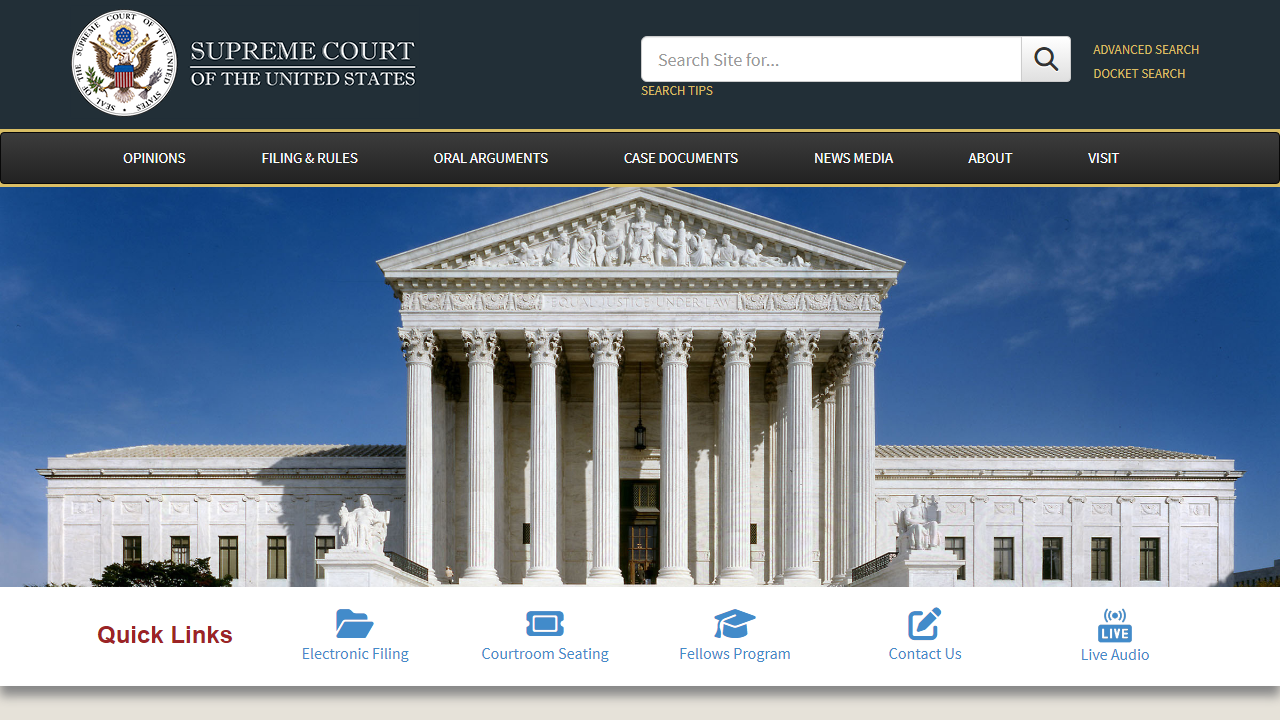 SEAL OF THE SUPREME COURT OF THE UNITED STATES
SUPREME COURT
OF THE UNITED STATES
Search Site for...
SEARCH TIPS
ADVANCED SEARCH
DOCKET SEARCH
OPINIONS
FILING & RULES
ORAL ARGUMENTS
CASE DOCUMENTS
NEWS MEDIA
ABOUT
VISIT
EQUAL JUSTICE UNDER LAW
Quick Links
Electronic Filing
Courtroom Seating
Fellows Program
Contact Us
LIVE
Live Audio